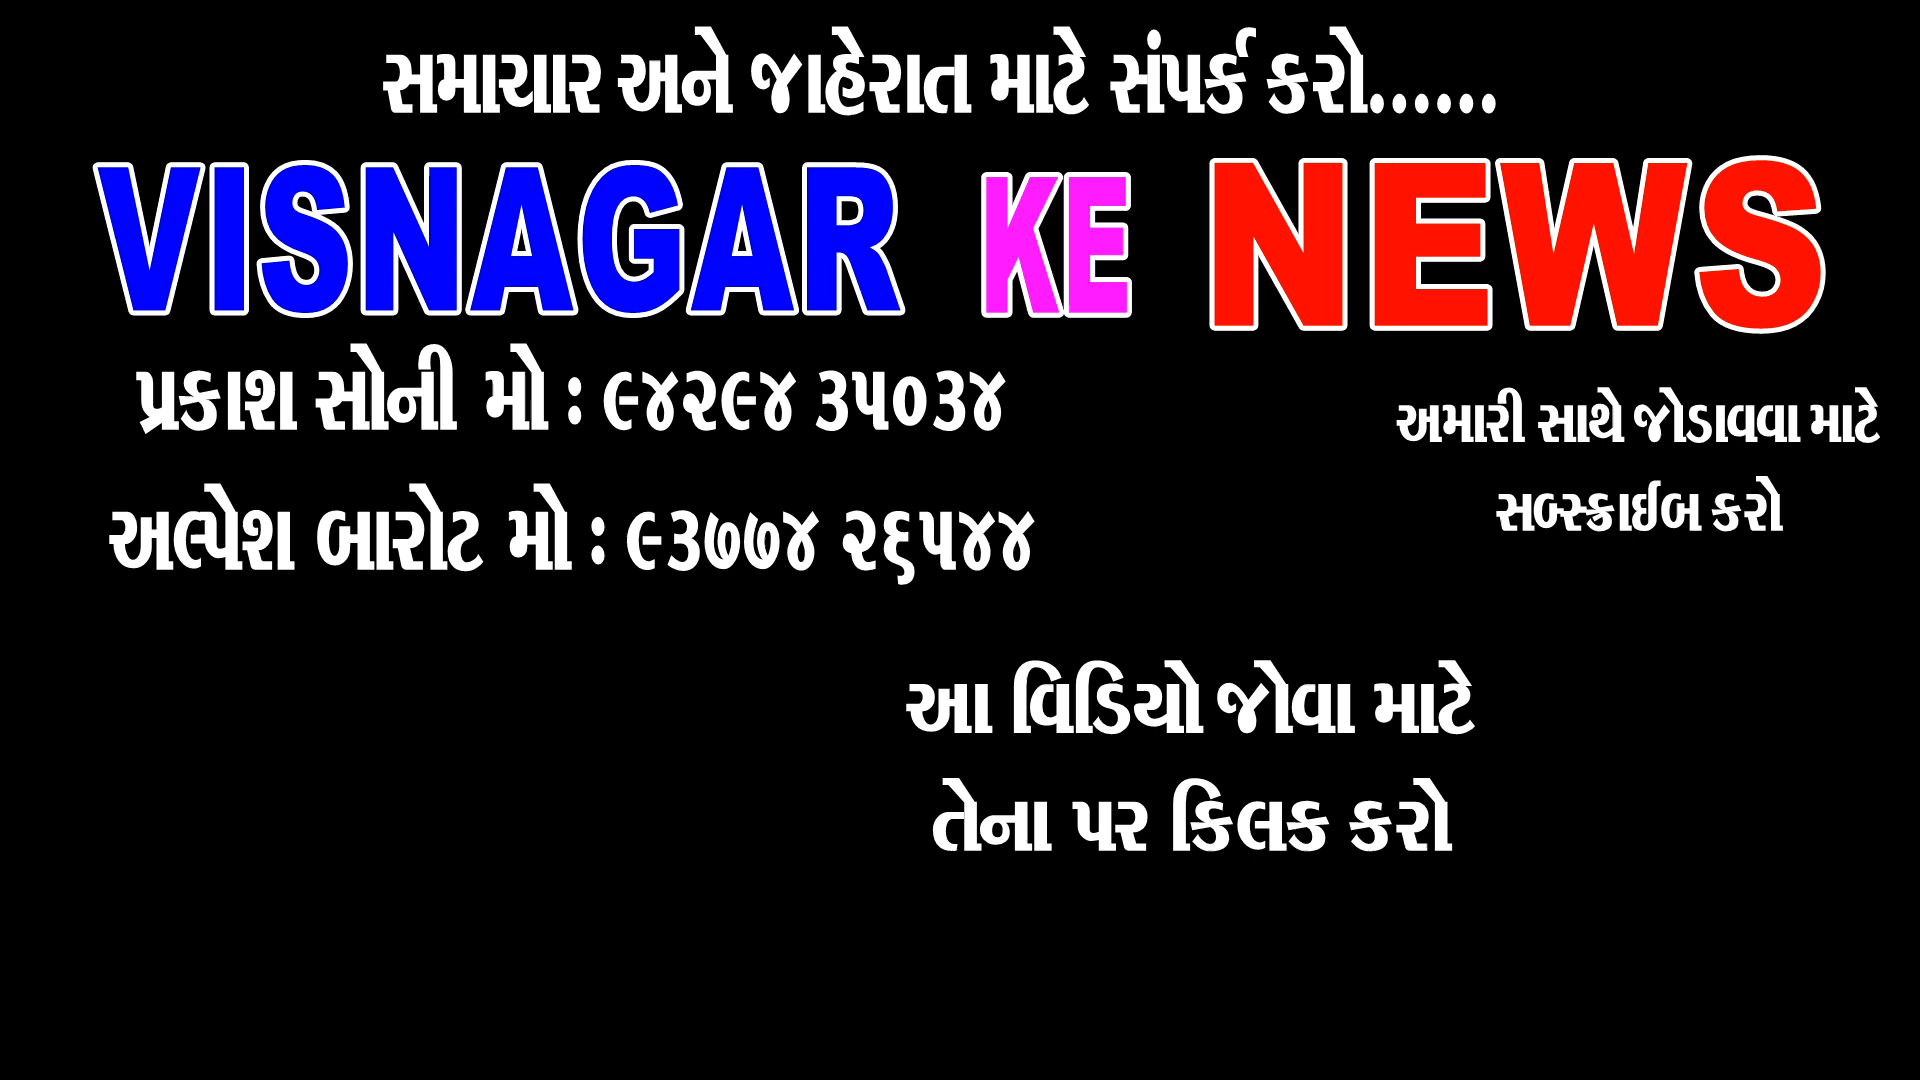 સમાચાર અને જાહેરાત માટે સંપર્ક કરો......
VISNAGAR KE NEWS
પ્રકાશ સોની મો : ૯૪૨૯૪ ૩૫૦૩૪
અલ્પેશ બારોટ મો : ૯૩૭૭૪ ૨૬૫૪૪
અમારી સાથે જોડાવવા માટે
સબ્સ્ક્રાઈબ કરો
આ વિડિયો જોવા માટે
તેના પર કિલક કરો